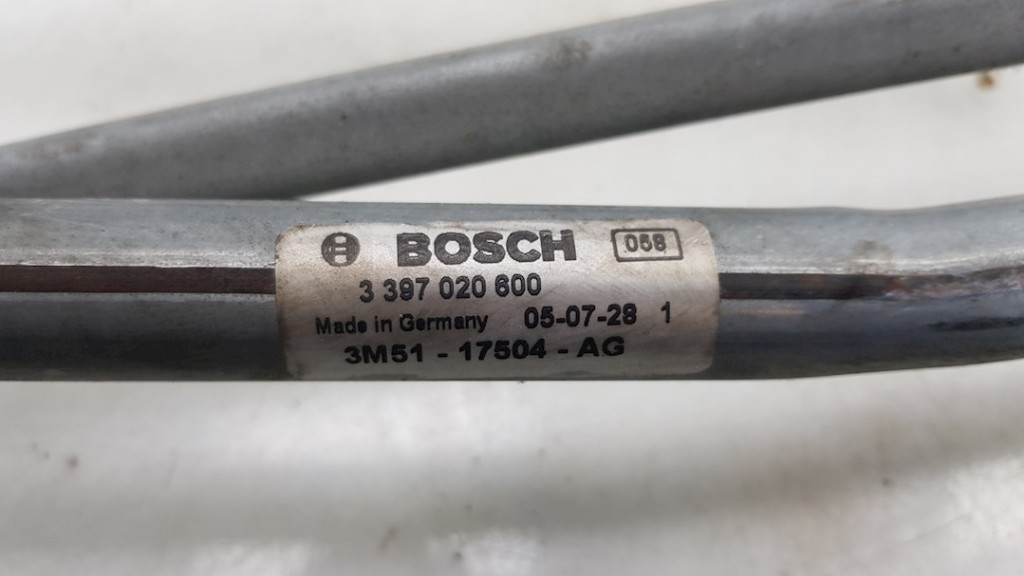 BOSCH 058
3 397 020 600
Made in Germany 05-07-28 1
3M51 - 17504 - AG